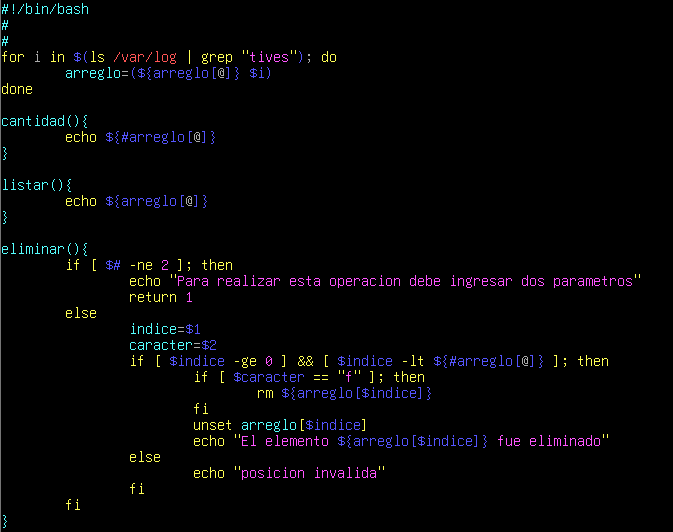 #!/bin/bash
#
#
for i in $(ls /var/log | grep "tives"); do
        arreglo=(${arreglo[@]} $i)
done

cantidad(){
        echo ${#arreglo[@]}
}

listar(){
        echo ${arreglo[@]}
}

eliminar(){
        if [ $# -ne 2 ]; then
                echo "Para realizar esta operacion debe ingresar dos parametros"
                return 1
        else
                indice=$1
                caracter=$2
                if [ $indice -ge 0 ] && [ $indice -lt ${#arreglo[@]} ]; then
                        if [ $caracter == "f" ]; then
                                rm ${arreglo[$indice]}
                        fi
                        unset arreglo[$indice]
                        echo "El elemento ${arreglo[$indice]} fue eliminado"
                else
                        echo "posicion invalida"
                fi
        fi
}